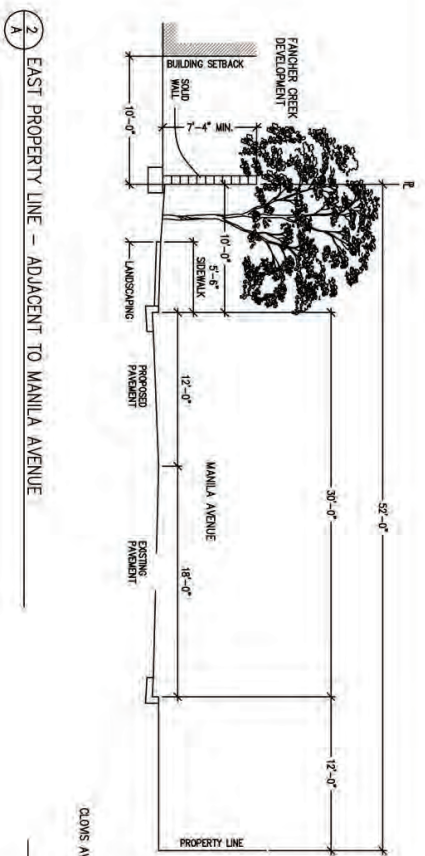 FANCHER CREEK
DEVELOPMENT
BUILDING SETBACK
SOLID
WALL
10'-0"
7'-4" MIN.
PL
52'-0"
10'-0"
5'-6"
SIDEWALK
30'-0"
12'-0"
12'-0"
18'-0"
MANILA AVENUE
LANDSCAPING
PROPOSED
PAVEMENT
EXISTING
PAVEMENT
PROPERTY LINE
2
A
EAST PROPERTY LINE - ADJACENT TO MANILA AVENUE
CLOVIS AV